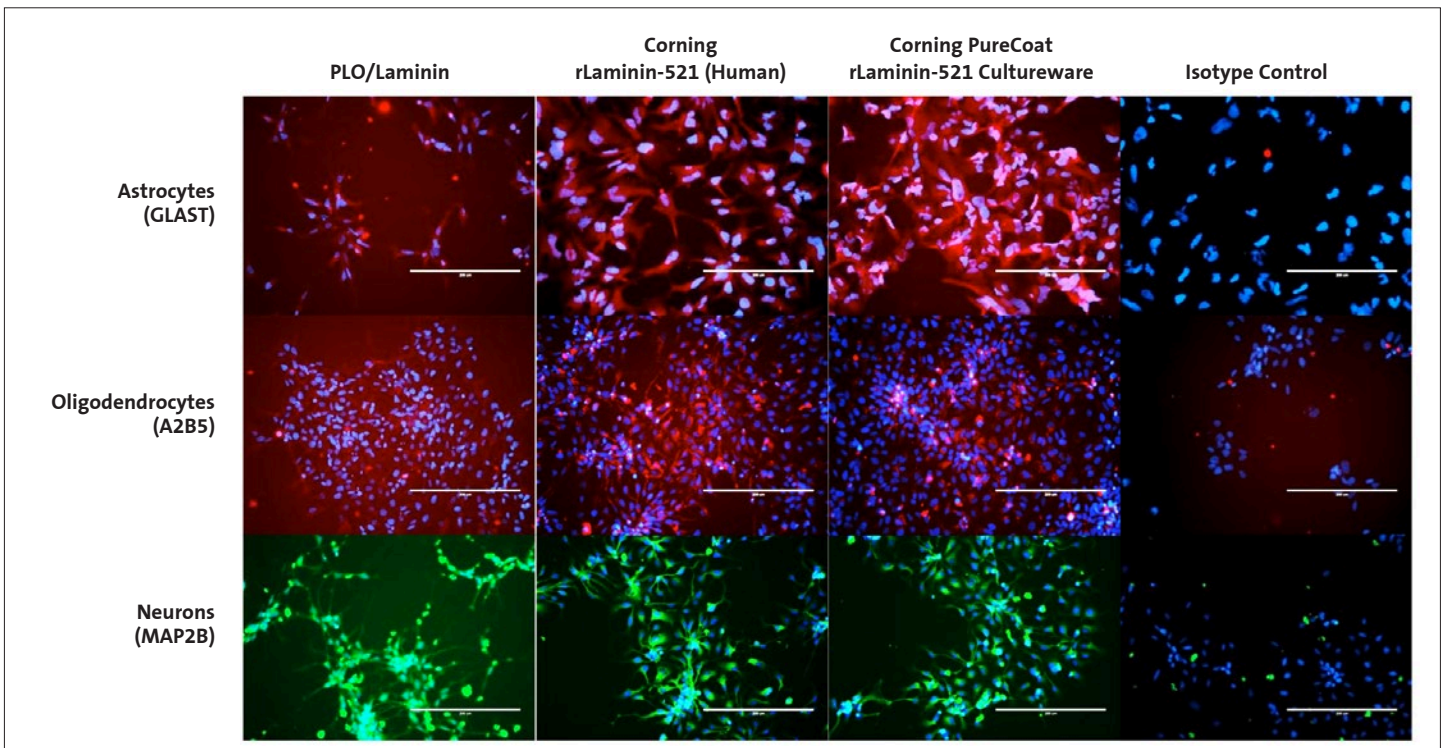 PLO/Laminin
Corning
rLaminin-521 (Human)
Corning PureCoat
rLaminin-521 Cultureware
Isotype Control
Astrocytes
(GLAST)
Oligodendrocytes
(A2B5)
Neurons
(MAP2B)